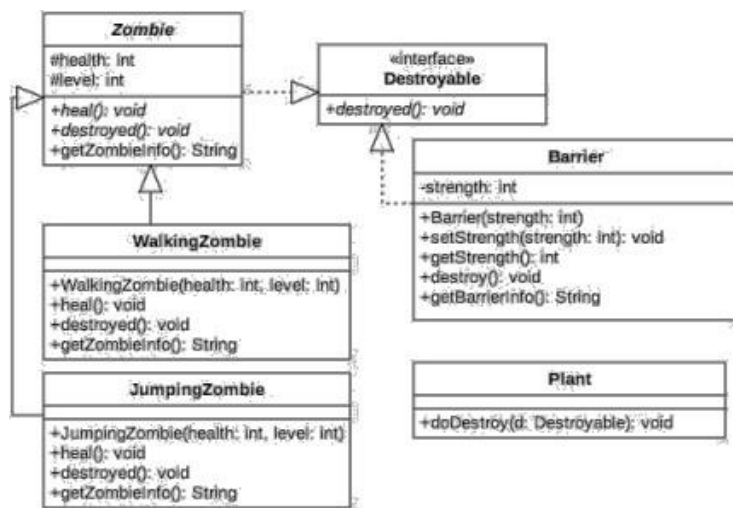 Zombie
#health: int
#level: int
+heal(): void
+destroyed(): void
+getZombieInfo(): String
«interface»
Destroyable
+destroyed(): void
Barrier
-strength: int
+Barrier(strength: int)
+setStrength(strength: int): void
+getStrength(): int
+destroy(): void
+getBarrierInfo(): String
WalkingZombie
+WalkingZombie(health: int, level: int)
+heal(): void
+destroyed(): void
+getZombieInfo(): String
JumpingZombie
+JumpingZombie(health: int, level: int)
+heal(): void
+destroyed(): void
+getZombieInfo(): String
Plant
+doDestroy(d: Destroyable): void